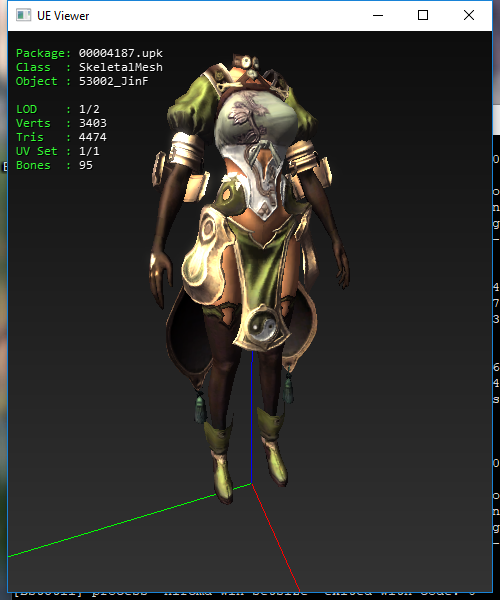 UE Viewer
Package: 00004187.upk
Class : SkeletalMesh
Object : 53002_JinF
LOD : 1/2
Verts : 3403
Tris : 4474
UV Set : 1/1
Bones : 95